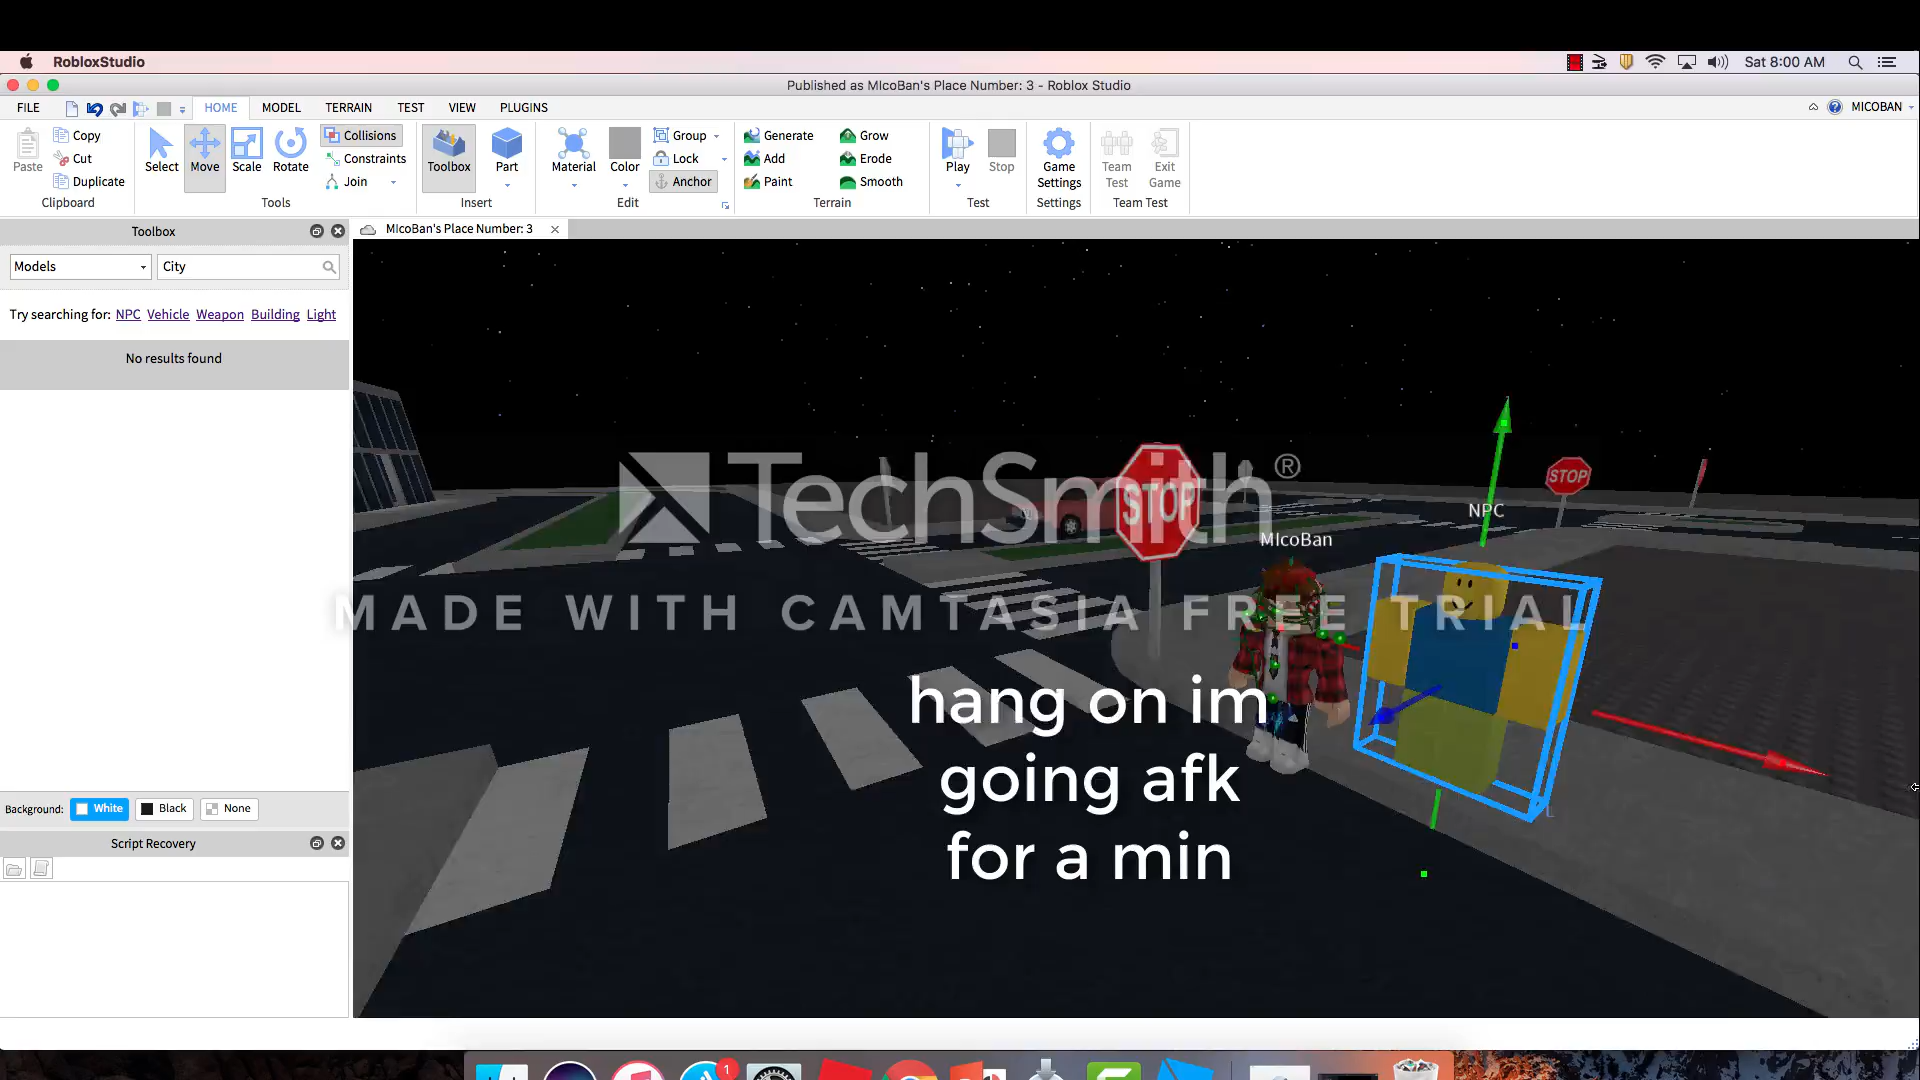 RobloxStudio
Sat 8:00 AM
Published as MIcoBan's Place Number: 3 - Roblox Studio
FILE HOME MODEL TERRAIN TEST VIEW PLUGINS MICOBAN
Paste Copy Cut Duplicate
Clipboard
Select Move Scale Rotate Collisions Constraints Join
Tools
Toolbox Part
Insert
Material Color Group Lock Anchor
Edit
Generate Add Paint Grow Erode Smooth
Terrain
Play Stop
Test
Game Settings
Settings
Team Test Exit Game
Team Test
Toolbox
MIcoBan's Place Number: 3
Models City
Try searching for: NPC Vehicle Weapon Building Light
No results found
TechSmith®
STOP
STOP
NPC
MIcoBan
MADE WITH CAMTASIA FREE TRIAL
hang on im
going afk
for a min
Background: White Black None
Script Recovery
1